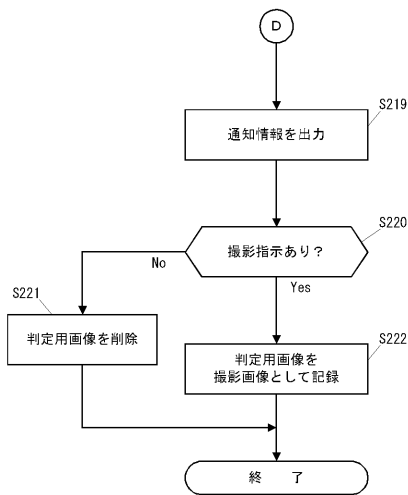 D
S219
通知情報を出力
S220
撮影指示あり？
No
Yes
S221
判定用画像を削除
S222
判定用画像を
撮影画像として記録
終　了